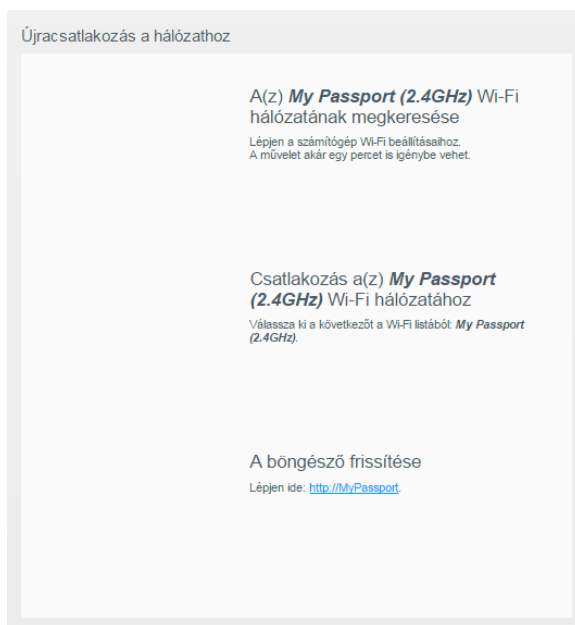 Újracsatlakozás a hálózathoz
A(z) My Passport (2.4GHz) Wi-Fi
hálózatának megkeresése
Lépjen a számítógép Wi-Fi beállításaihoz.
A művelet akár egy percet is igénybe vehet.
Csatlakozás a(z) My Passport
(2.4GHz) Wi-Fi hálózatához
Válassza ki a következőt a Wi-Fi listából: My Passport
(2.4GHz).
A böngésző frissítése
Lépjen ide: http://MyPassport.